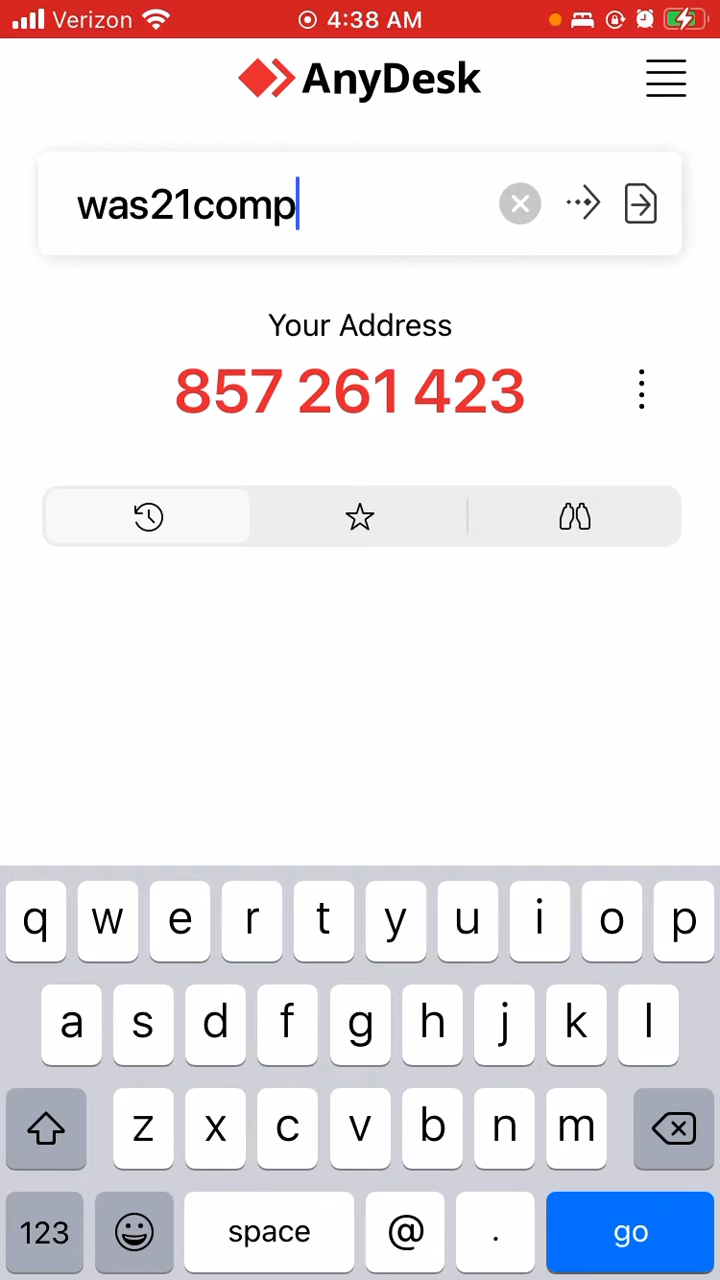 Verizon 4:38 AM
AnyDesk
was21comp
Your Address
857 261 423
q w e r t y u i o p
a s d f g h j k l
z x c v b n m
123 space @ . go